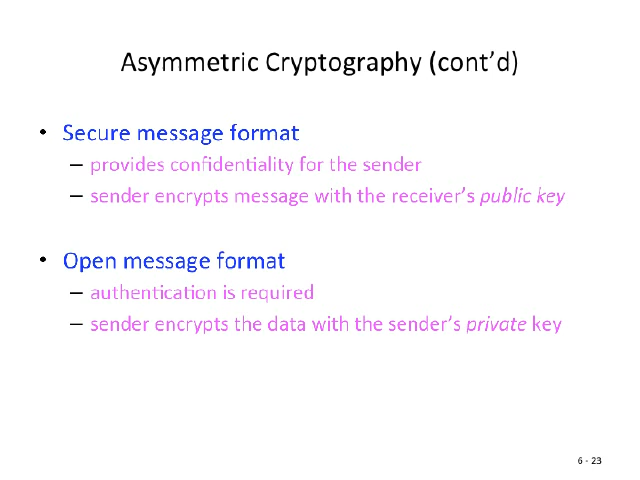 Asymmetric Cryptography (cont’d)
• Secure message format
– provides confidentiality for the sender
– sender encrypts message with the receiver’s public key
• Open message format
– authentication is required
– sender encrypts the data with the sender’s private key
6 - 23